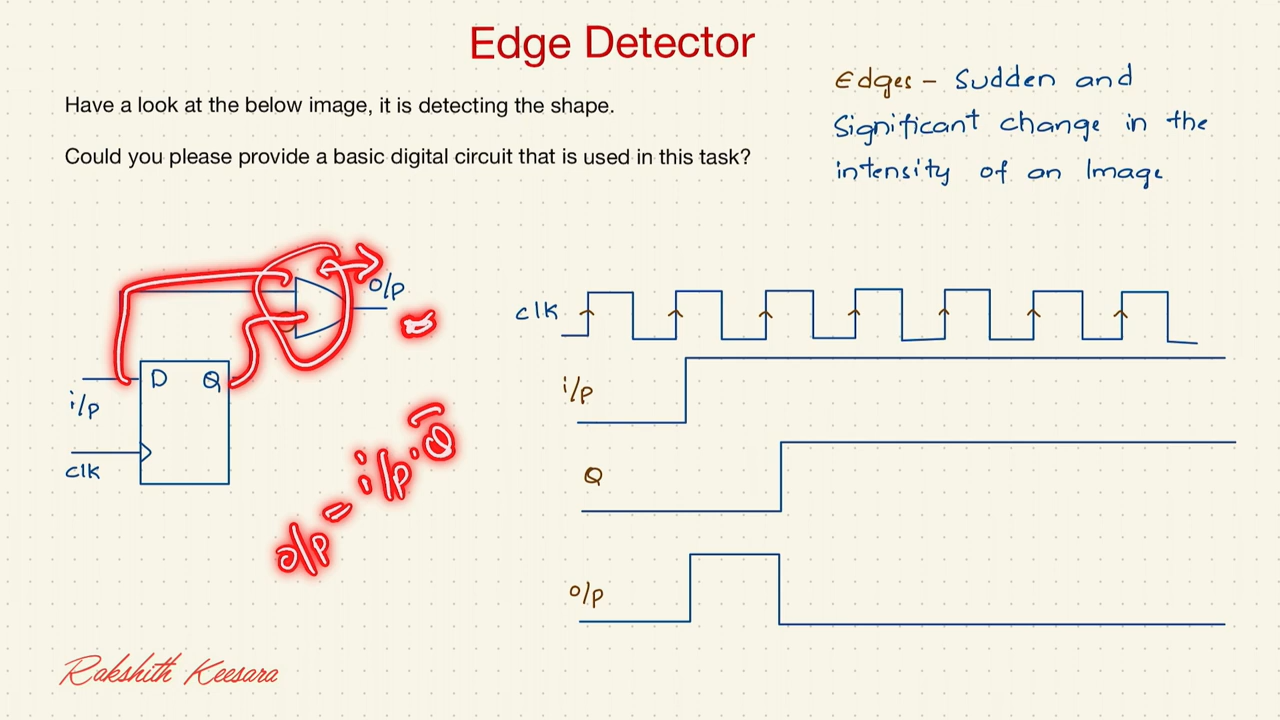 Edge Detector
Have a look at the below image, it is detecting the shape.
Could you please provide a basic digital circuit that is used in this task?
Edges - Sudden and
Significant change in the
intensity of an Image
o/p
D Q
i/p
clk
o/p = i/p · Q̅
clk
i/p
Q
o/p
Rakshith Keesara